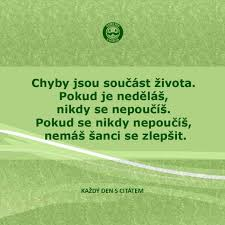 Chyby jsou součást života.
Pokud je neděláš,
nikdy se nepoučíš.
Pokud se nikdy nepoučíš,
nemáš šanci se zlepšit.
KAŽDÝ DEN S CITÁTEM